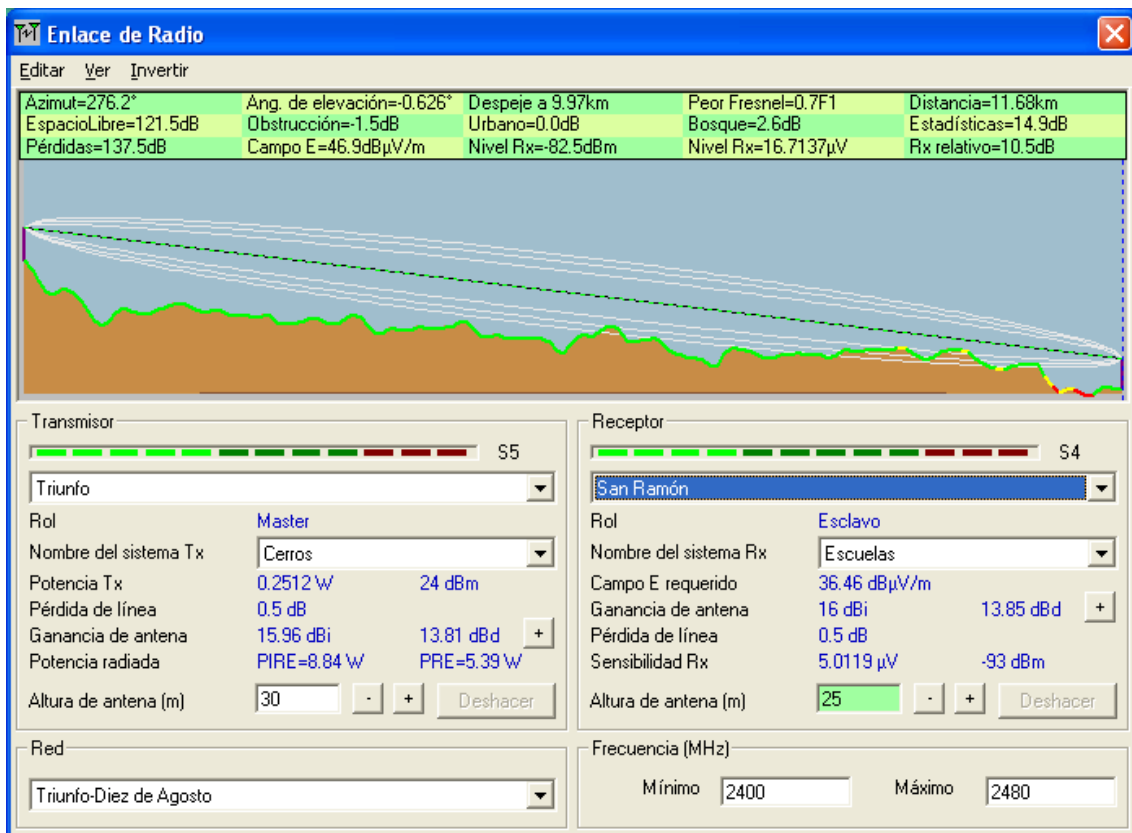 Enlace de Radio
Editar Ver Invertir
Azimut=276.2° Ang. de elevación=-0.626° Despeje a 9.97km Peor Fresnel=0.7F1 Distancia=11.68km
EspacioLibre=121.5dB Obstrucción=-1.5dB Urbano=0.0dB Bosque=2.6dB Estadísticas=14.9dB
Pérdidas=137.5dB Campo E=46.9dBµV/m Nivel Rx=-82.5dBm Nivel Rx=16.7137µV Rx relativo=10.5dB
Transmisor
S5
Triunfo
Rol Master
Nombre del sistema Tx Cerros
Potencia Tx 0.2512 W 24 dBm
Pérdida de línea 0.5 dB
Ganancia de antena 15.96 dBi 13.81 dBd +
Potencia radiada PIRE=8.84 W PRE=5.39 W
Altura de antena (m) 30 - + Deshacer
Receptor
S4
San Ramón
Rol Esclavo
Nombre del sistema Rx Escuelas
Campo E requerido 36.46 dBµV/m
Ganancia de antena 16 dBi 13.85 dBd +
Pérdida de línea 0.5 dB
Sensibilidad Rx 5.0119 µV -93 dBm
Altura de antena (m) 25 - + Deshacer
Red
Triunfo-Diez de Agosto
Frecuencia (MHz)
Mínimo 2400 Máximo 2480